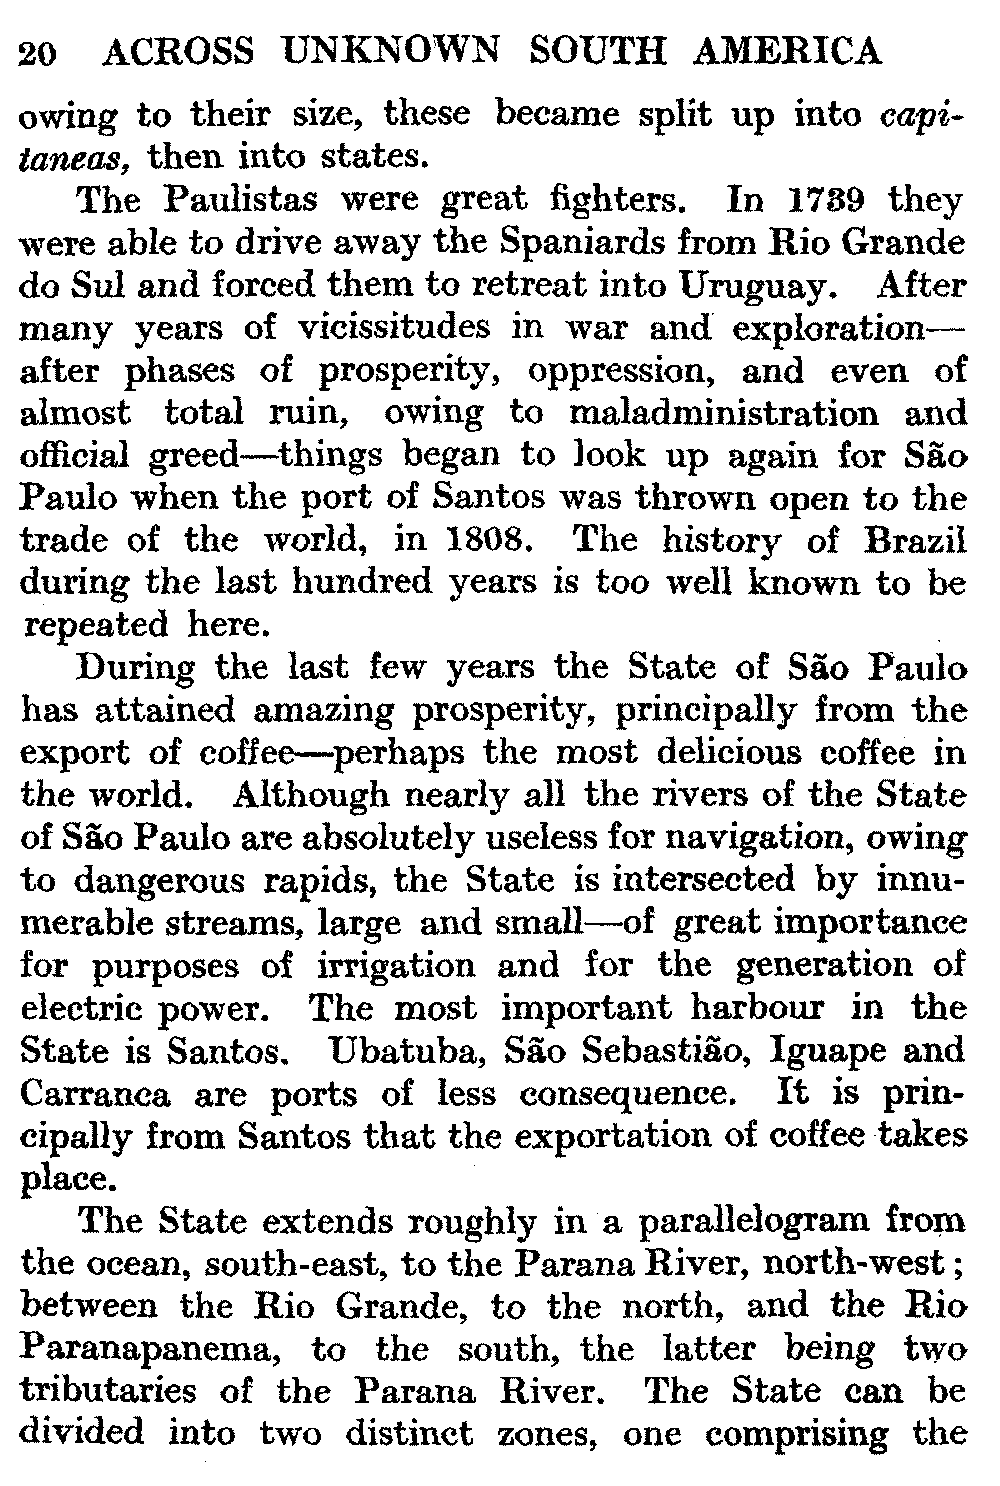 20 ACROSS UNKNOWN SOUTH AMERICA
owing to their size, these became split up into capi-
taneas, then into states.
The Paulistas were great fighters. In 1739 they
were able to drive away the Spaniards from Rio Grande
do Sul and forced them to retreat into Uruguay. After
many years of vicissitudes in war and exploration—
after phases of prosperity, oppression, and even of
almost total ruin, owing to maladministration and
official greed—things began to look up again for São
Paulo when the port of Santos was thrown open to the
trade of the world, in 1808. The history of Brazil
during the last hundred years is too well known to be
repeated here.
During the last few years the State of São Paulo
has attained amazing prosperity, principally from the
export of coffee—perhaps the most delicious coffee in
the world. Although nearly all the rivers of the State
of São Paulo are absolutely useless for navigation, owing
to dangerous rapids, the State is intersected by innu-
merable streams, large and small—of great importance
for purposes of irrigation and for the generation of
electric power. The most important harbour in the
State is Santos. Ubatuba, São Sebastião, Iguape and
Carranca are ports of less consequence. It is prin-
cipally from Santos that the exportation of coffee takes
place.
The State extends roughly in a parallelogram from
the ocean, south-east, to the Parana River, north-west;
between the Rio Grande, to the north, and the Rio
Paranapanema, to the south, the latter being two
tributaries of the Parana River. The State can be
divided into two distinct zones, one comprising the